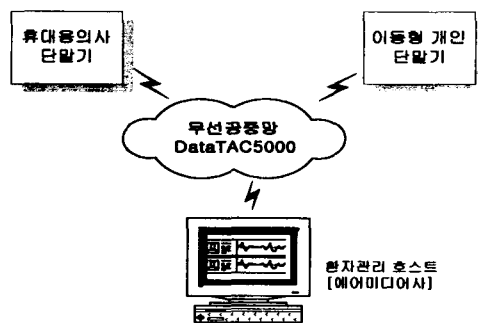 휴대용의사
단말기
이동형 개인
단말기
무선공중망
DataTAC5000
환자관리 호스트
[에어미디어사]